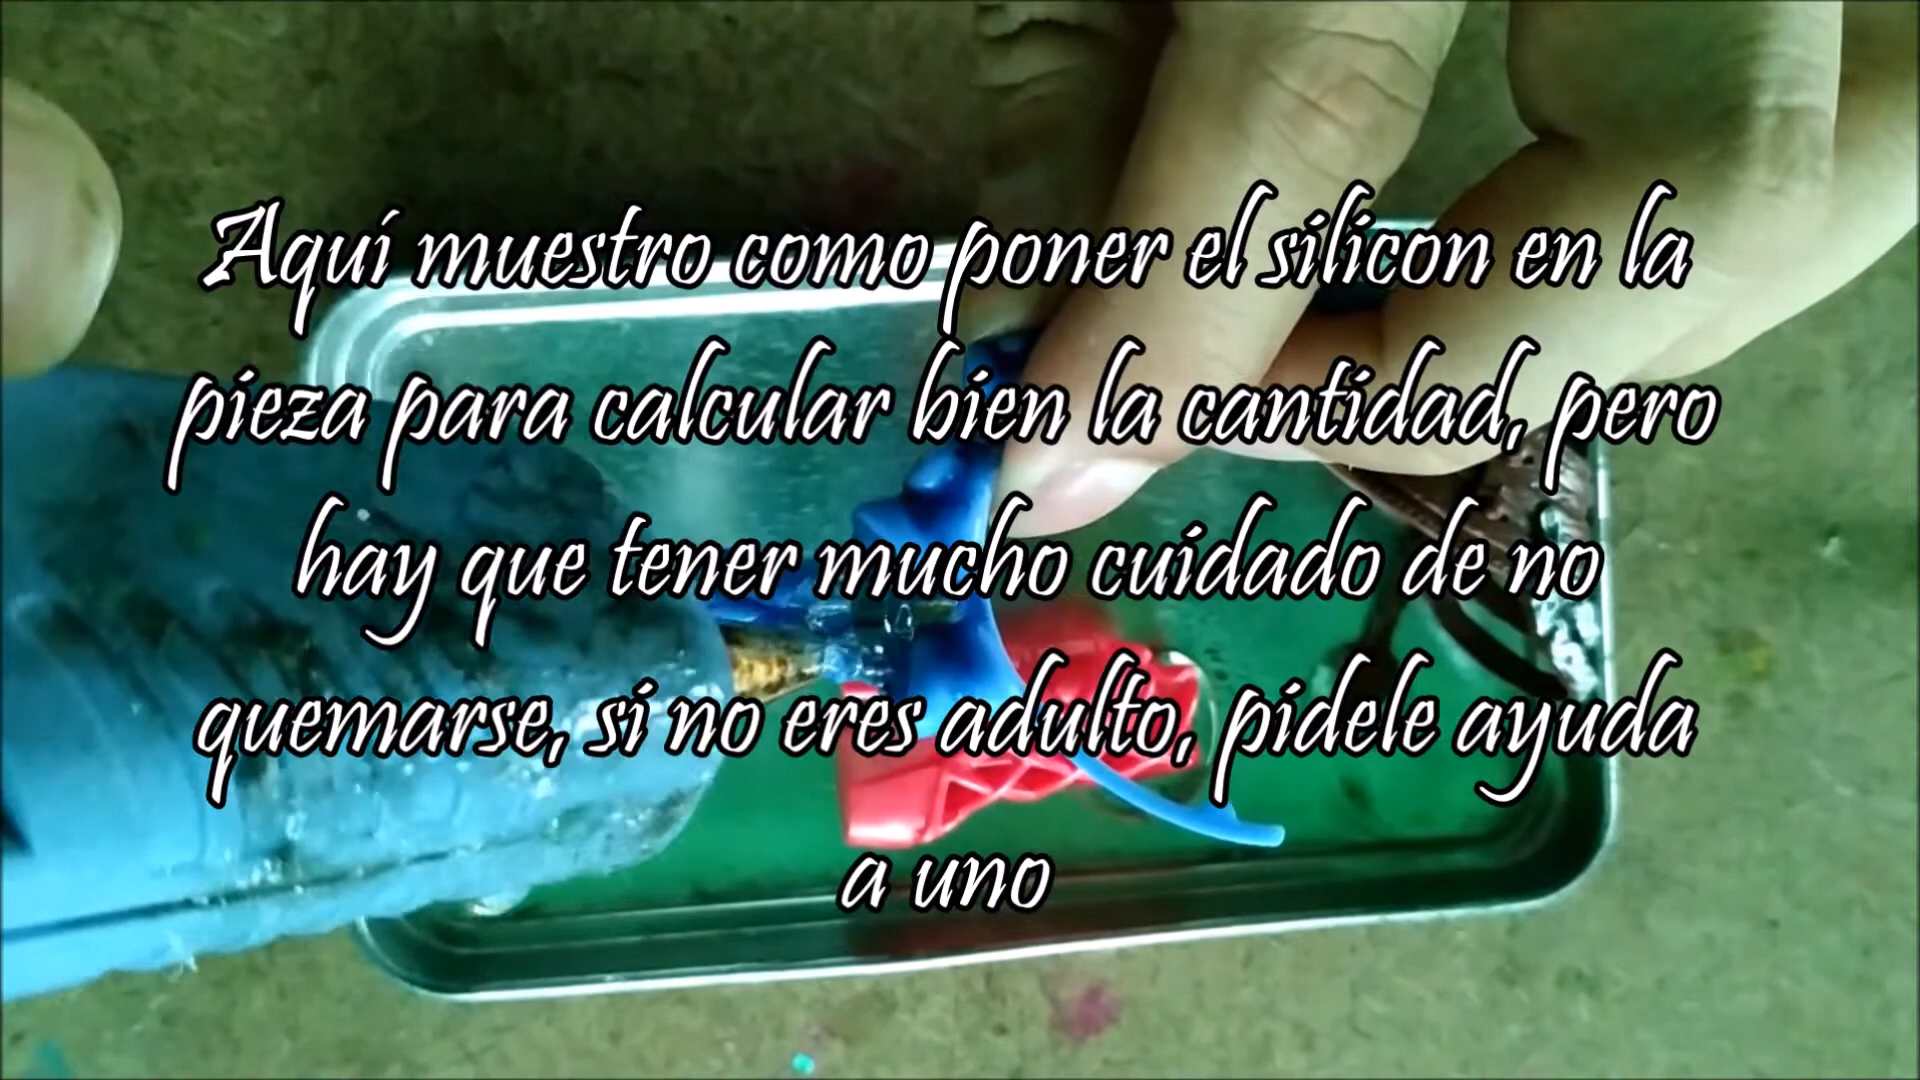 Aquí muestro como poner el silicon en la
pieza para calcular bien la cantidad, pero
hay que tener mucho cuidado de no
quemarse, si no eres adulto, pidele ayuda
a uno